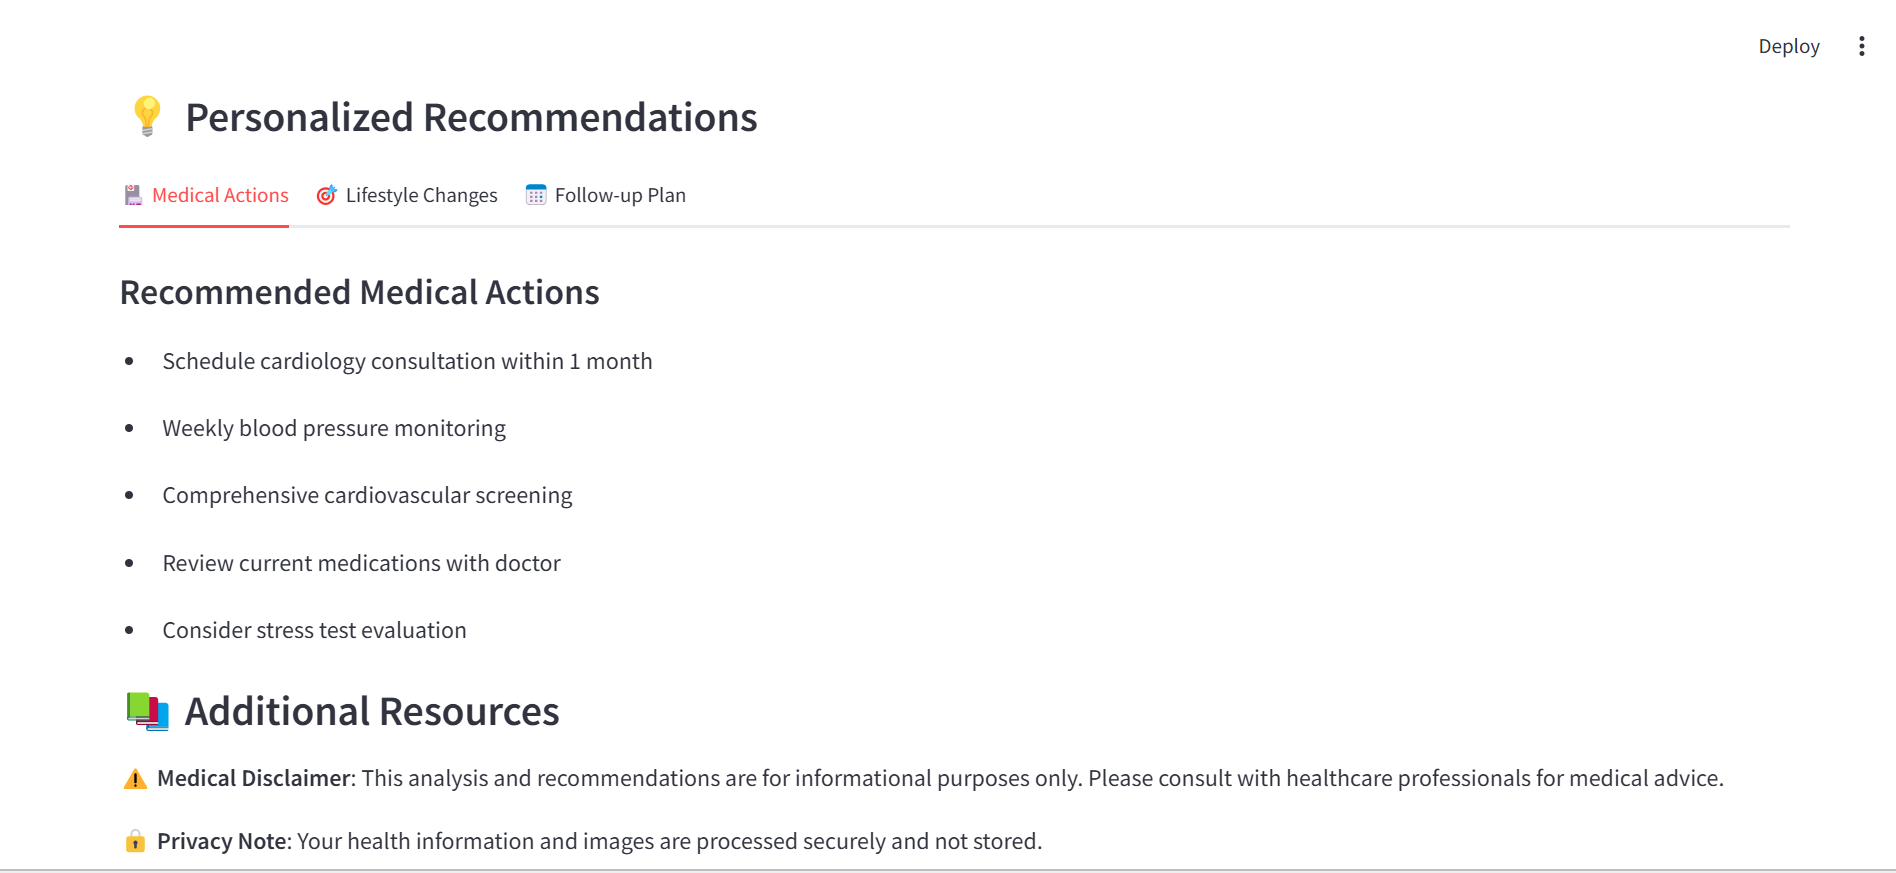 Deploy
Personalized Recommendations
Medical Actions Lifestyle Changes Follow-up Plan
Recommended Medical Actions
• Schedule cardiology consultation within 1 month
• Weekly blood pressure monitoring
• Comprehensive cardiovascular screening
• Review current medications with doctor
• Consider stress test evaluation
Additional Resources
Medical Disclaimer: This analysis and recommendations are for informational purposes only. Please consult with healthcare professionals for medical advice.
Privacy Note: Your health information and images are processed securely and not stored.